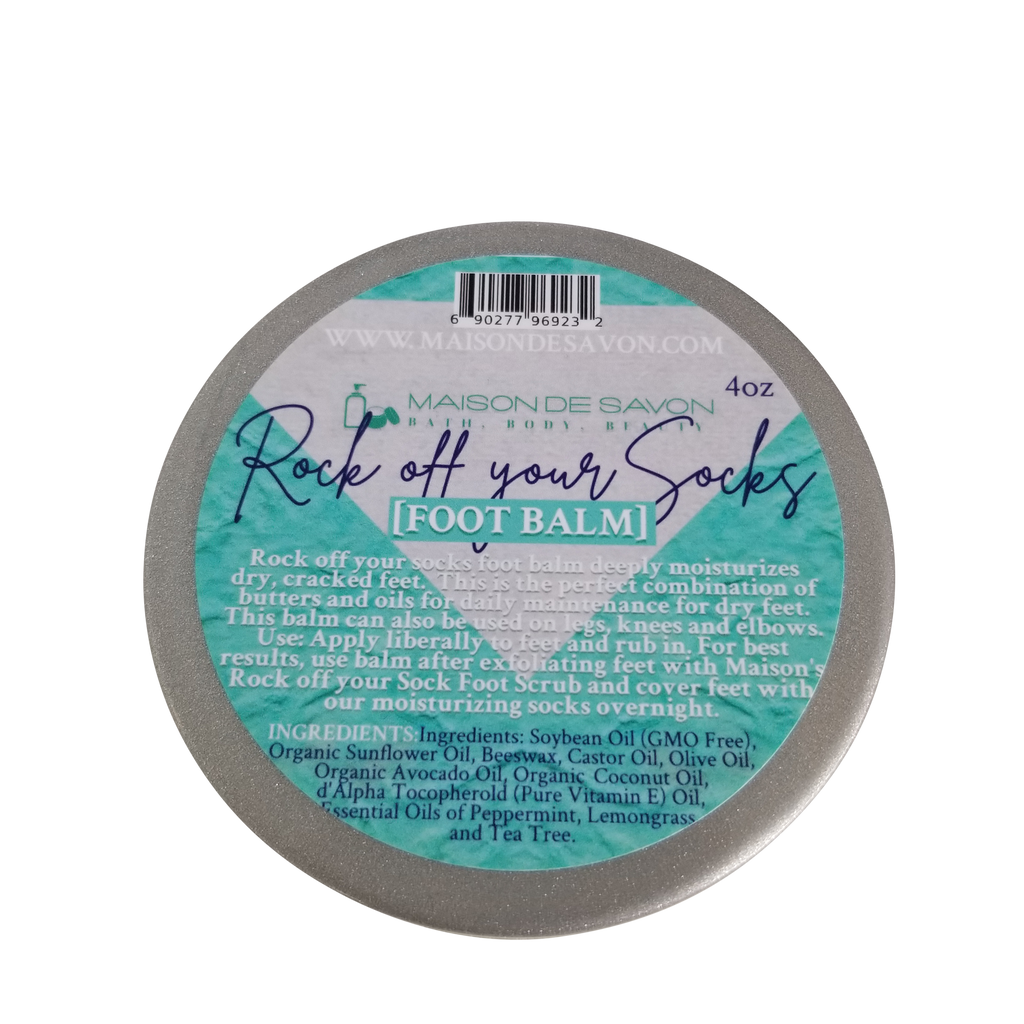 6 90277 96923 2
WWW.MAISONDESAVON.COM
4oz
MAISON DE SAVON
BATH, BODY, BEAUTY
Rock off your Socks
[FOOT BALM]
Rock off your socks foot balm deeply moisturizes
dry, cracked feet. This is the perfect combination of
butters and oils for daily maintenance for dry feet.
This balm can also be used on legs, knees and elbows.
Use: Apply liberally to feet and rub in. For best
results, use balm after exfoliating feet with Maison's
Rock off your Sock Foot Scrub and cover feet with
our moisturizing socks overnight.
INGREDIENTS:Ingredients: Soybean Oil (GMO Free),
Organic Sunflower Oil, Beeswax, Castor Oil, Olive Oil,
Organic Avocado Oil, Organic Coconut Oil,
d'Alpha Tocopherold (Pure Vitamin E) Oil,
Essential Oils of Peppermint, Lemongrass
and Tea Tree.